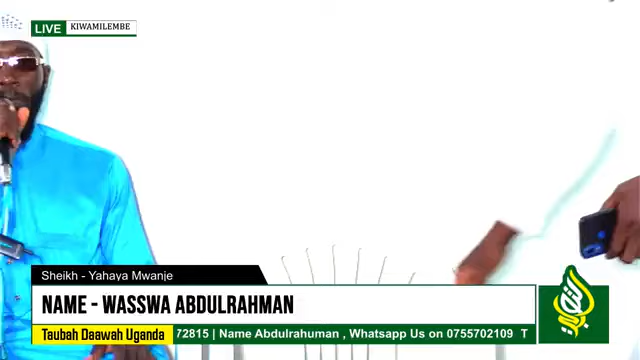 LIVE
KIWAMILEMBE
Sheikh - Yahaya Mwanje
NAME - WASSWA ABDULRAHMAN
Taubah Daawah Uganda
72815 | Name Abdulrahuman , Whatsapp Us on 0755702109 T